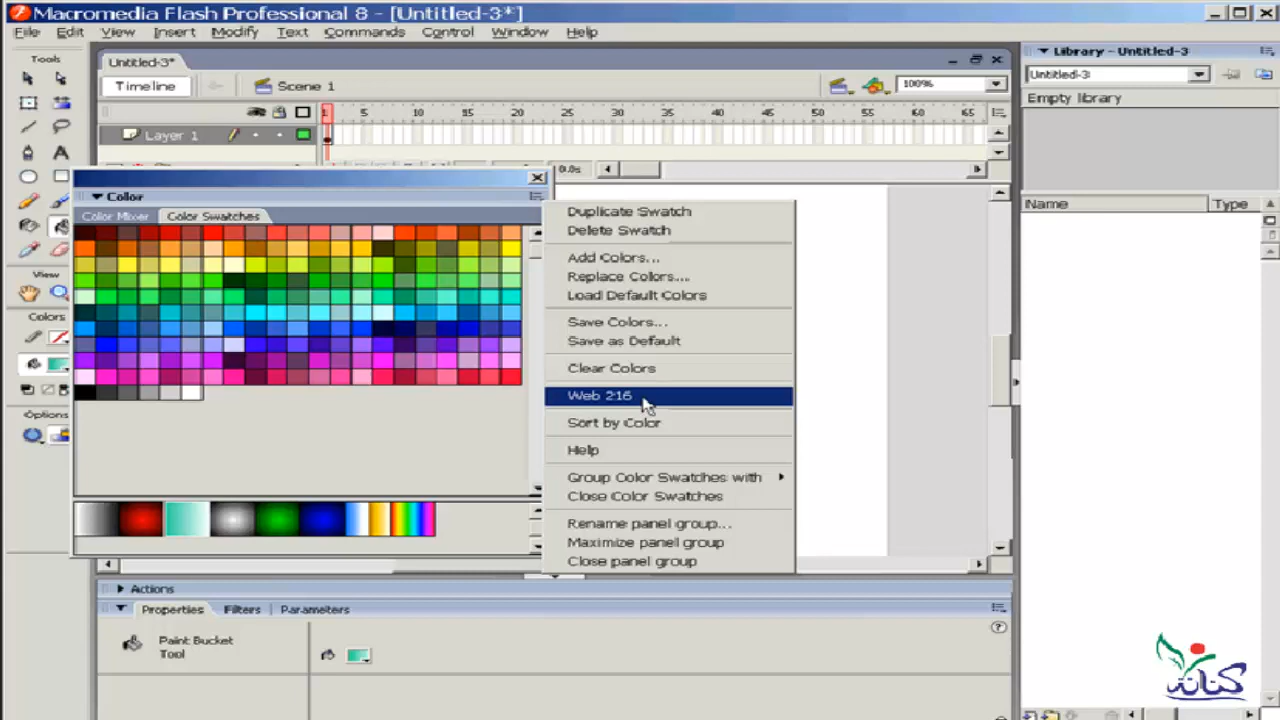 Macromedia Flash Professional 8 - [Untitled-3*]
File Edit View Insert Modify Text Commands Control Window Help
Tools
Untitled-3*
Library - Untitled-3
Timeline
Scene 1
100%
Untitled-3
Empty library
1 5 10 15 20 25 30 35 40 45 50 55 60 65
Layer 1
0.0s
Color
Color Mixer Color Swatches
Name Type
Duplicate Swatch
Delete Swatch
Add Colors...
Replace Colors...
Load Default Colors
Save Colors...
Save as Default
Clear Colors
Web 216
Sort by Color
Help
Group Color Swatches with
Close Color Swatches
Rename panel group...
Maximize panel group
Close panel group
View
Colors
Options
Actions
Properties Filters Parameters
Paint Bucket
Tool
كنانة